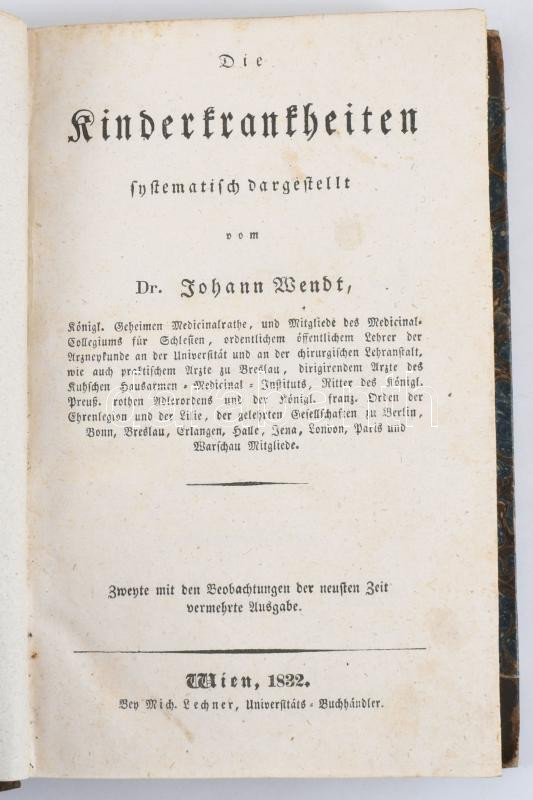 Die
Kinderkrankheiten
systematisch dargestellt
vom
Dr. Johann Wendt,
Königl. Geheimen Medicinalrathe, und Mitgliede des Medicinal-
Collegiums für Schlesien, ordentlichem öffentlichem Lehrer der
Arzneykunde an der Universität und an der chirurgischen Lehranstalt,
wie auch praktischem Arzte zu Breslau, dirigirendem Arzte des
Kuhschen Hausarmen-Medicinal-Instituts, Ritter des Königl.
Preuß. rothen Adlerordens und der Königl. franz. Orden der
Ehrenlegion und der Lilie, der gelehrten Gesellschaften zu Berlin,
Bonn, Breslau, Erlangen, Halle, Jena, London, Paris und
Warschau Mitgliede.
Zweyte mit den Beobachtungen der neusten Zeit
vermehrte Ausgabe.
Wien, 1832.
Bey Mich. Lechner, Universitäts-Buchhändler.